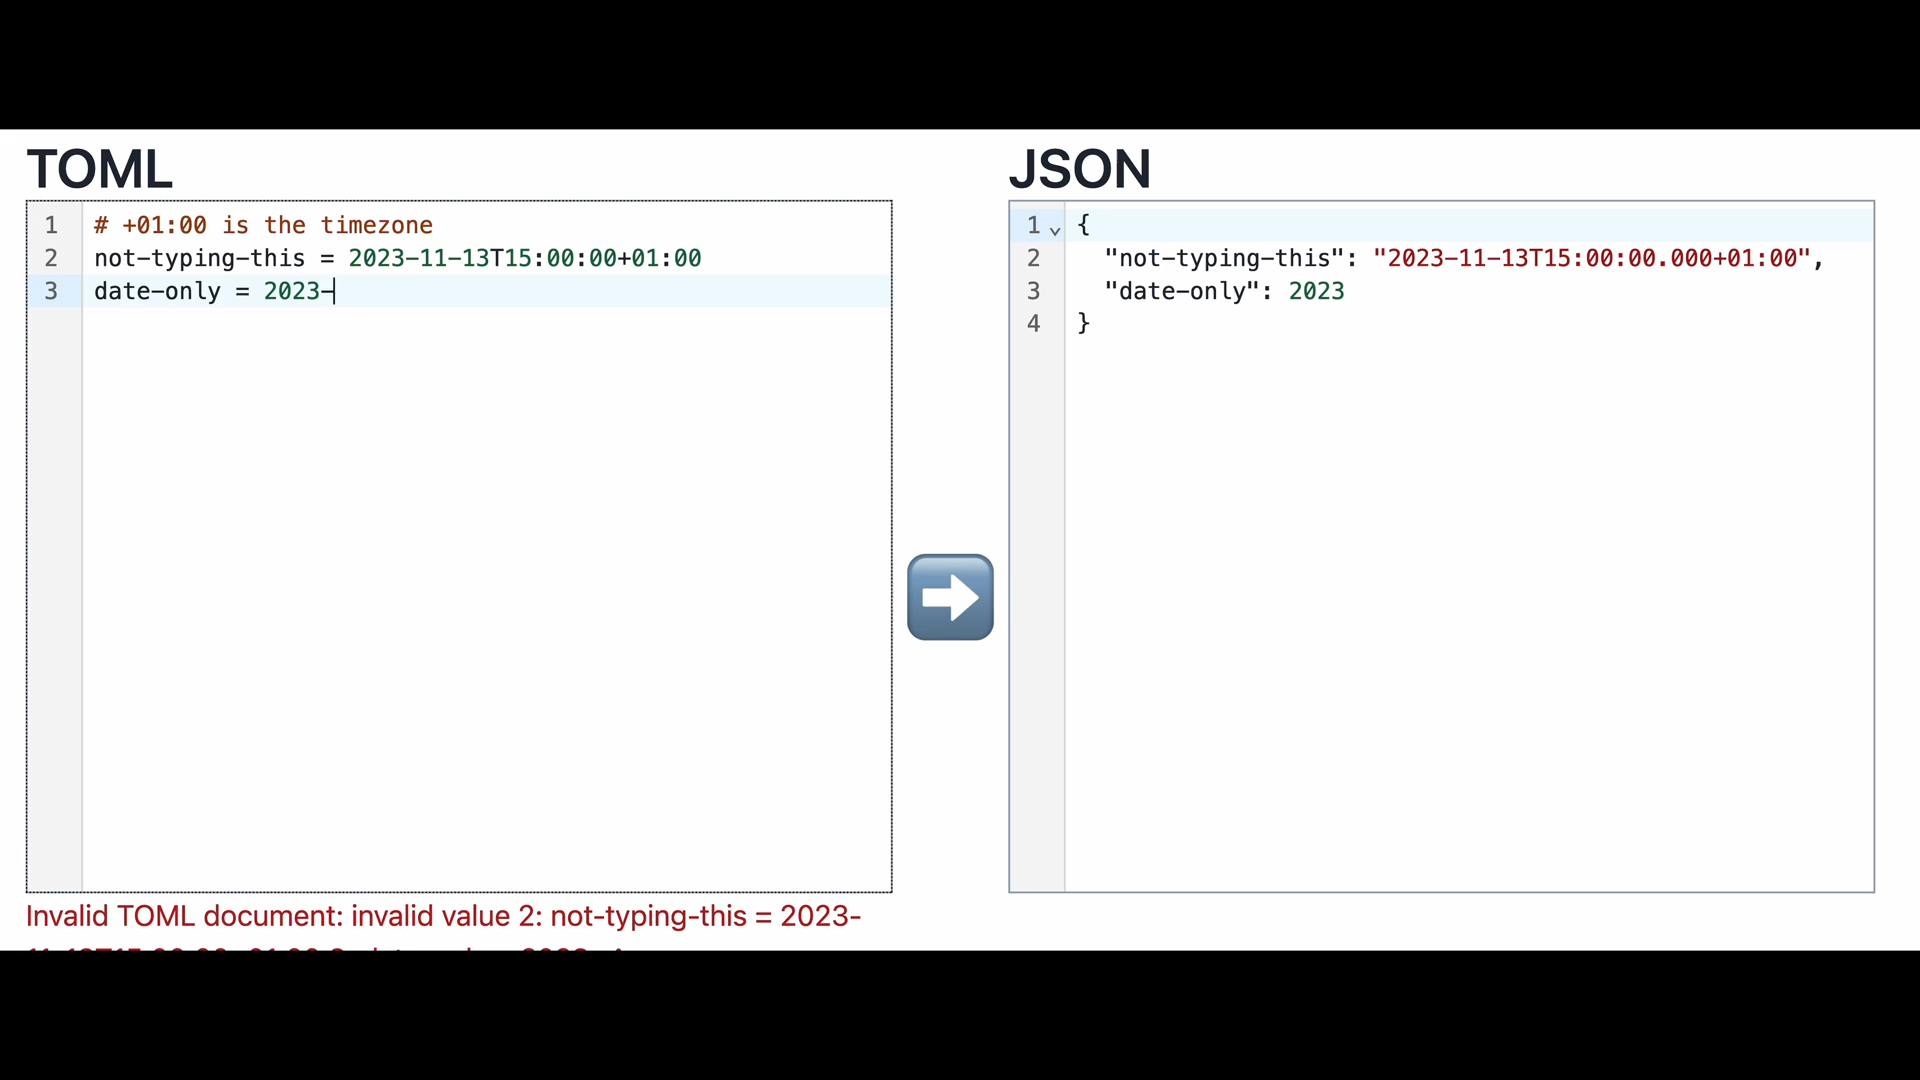 TOML
1 # +01:00 is the timezone
2 not-typing-this = 2023-11-13T15:00:00+01:00
3 date-only = 2023-
Invalid TOML document: invalid value 2: not-typing-this = 2023-
JSON
1 {
2 "not-typing-this": "2023-11-13T15:00:00.000+01:00",
3 "date-only": 2023
4 }